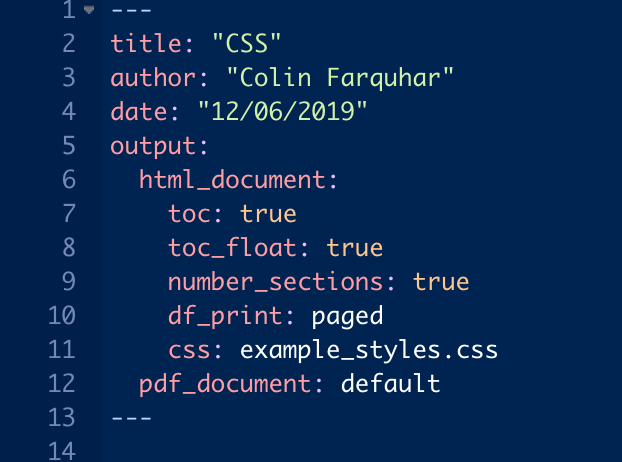 1 ---
2 title: "CSS"
3 author: "Colin Farquhar"
4 date: "12/06/2019"
5 output:
6   html_document:
7     toc: true
8     toc_float: true
9     number_sections: true
10     df_print: paged
11     css: example_styles.css
12   pdf_document: default
13 ---
14